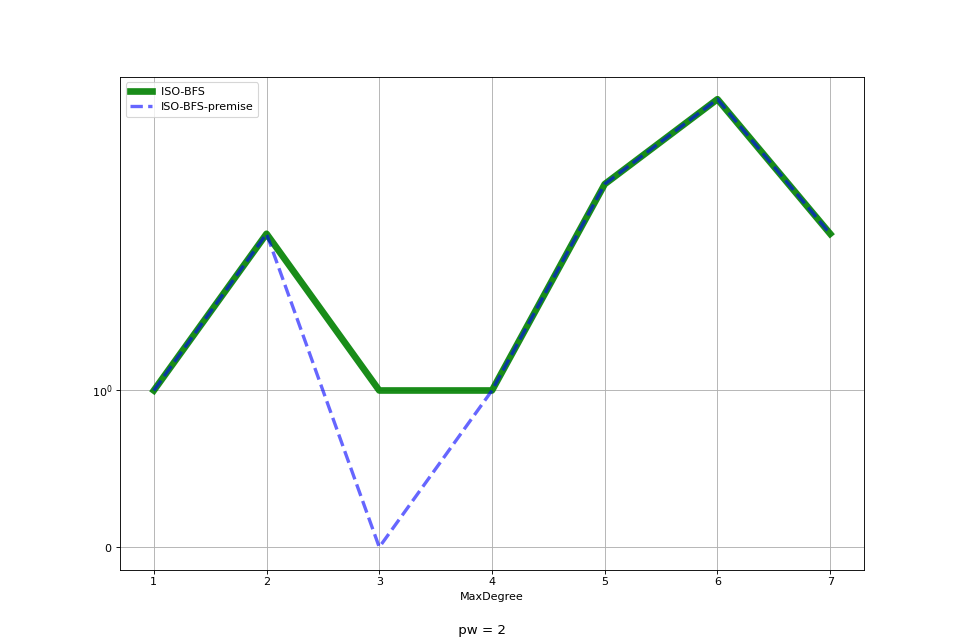 ISO-BFS
ISO-BFS-premise
10⁰
0
1 2 3 4 5 6 7
MaxDegree
pw = 2